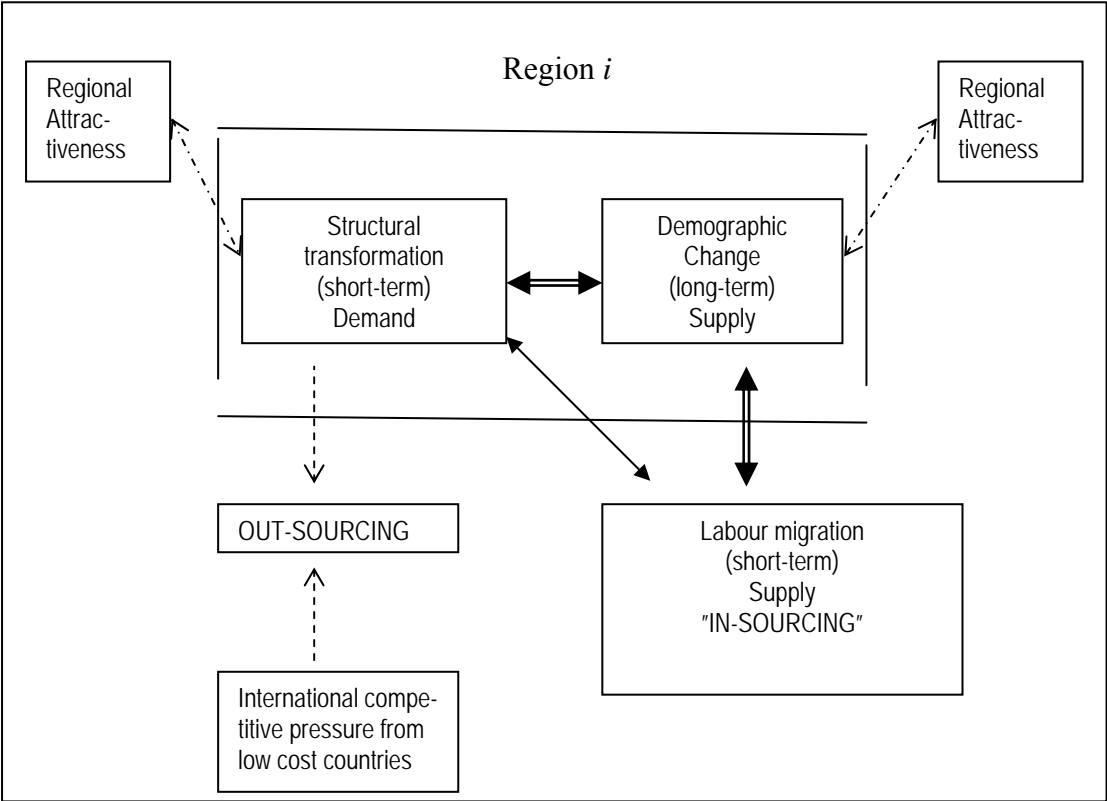 Region i
Regional
Attrac-
tiveness
Regional
Attrac-
tiveness
Structural
transformation
(short-term)
Demand
Demographic
Change
(long-term)
Supply
OUT-SOURCING
Labour migration
(short-term)
Supply
"IN-SOURCING"
International compe-
titive pressure from
low cost countries